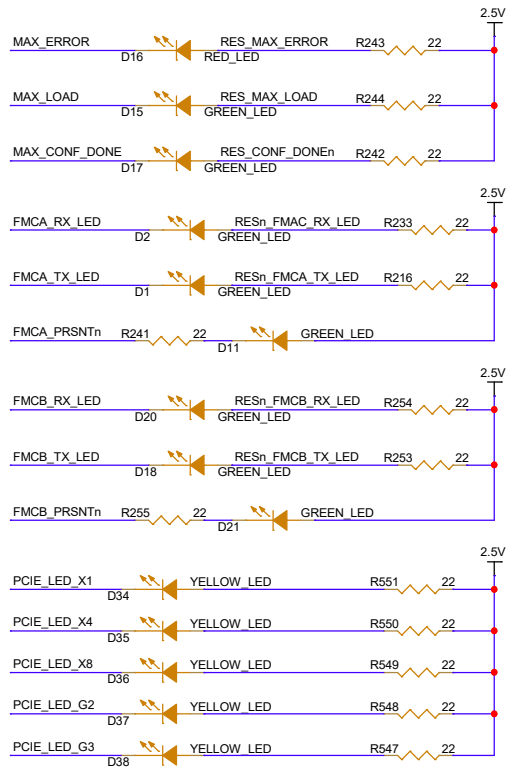 2.5V
MAX_ERROR RES_MAX_ERROR R243 22
D16 RED_LED
MAX_LOAD RES_MAX_LOAD R244 22
D15 GREEN_LED
MAX_CONF_DONE RES_CONF_DONEn R242 22
D17 GREEN_LED
2.5V
FMCA_RX_LED RESn_FMAC_RX_LED R233 22
D2 GREEN_LED
FMCA_TX_LED RESn_FMCA_TX_LED R216 22
D1 GREEN_LED
FMCA_PRSNTn R241 22 GREEN_LED
D11
2.5V
FMCB_RX_LED RESn_FMCB_RX_LED R254 22
D20 GREEN_LED
FMCB_TX_LED RESn_FMCB_TX_LED R253 22
D18 GREEN_LED
FMCB_PRSNTn R255 22 GREEN_LED
D21
2.5V
PCIE_LED_X1 YELLOW_LED R551 22
D34
PCIE_LED_X4 YELLOW_LED R550 22
D35
PCIE_LED_X8 YELLOW_LED R549 22
D36
PCIE_LED_G2 YELLOW_LED R548 22
D37
PCIE_LED_G3 YELLOW_LED R547 22
D38